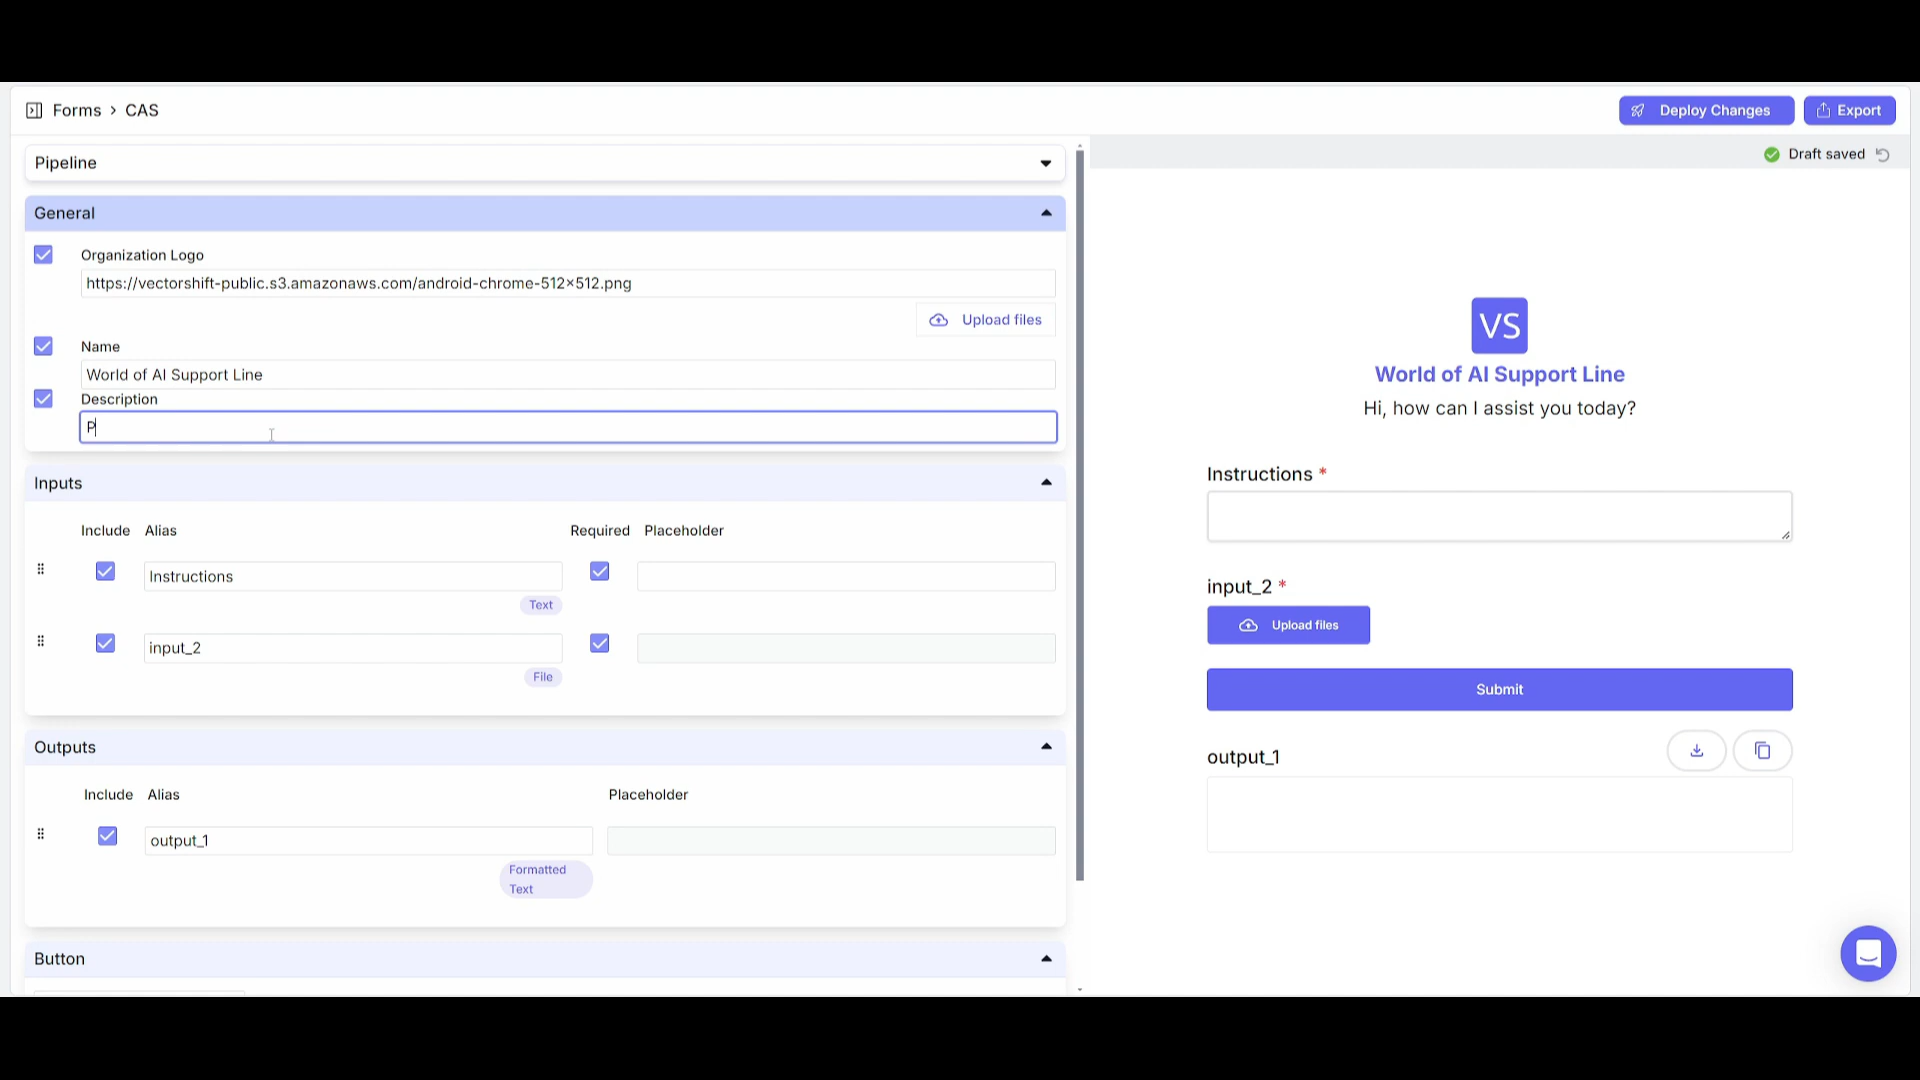 Forms > CAS
Deploy Changes
Export
Draft saved
Pipeline
General
Organization Logo
https://vectorshift-public.s3.amazonaws.com/android-chrome-512×512.png
Upload files
Name
World of AI Support Line
Description
P
Inputs
Include Alias Required Placeholder
Instructions
Text
input_2
File
Outputs
Include Alias Placeholder
output_1
Formatted
Text
Button
VS
World of AI Support Line
Hi, how can I assist you today?
Instructions *
input_2 *
Upload files
Submit
output_1